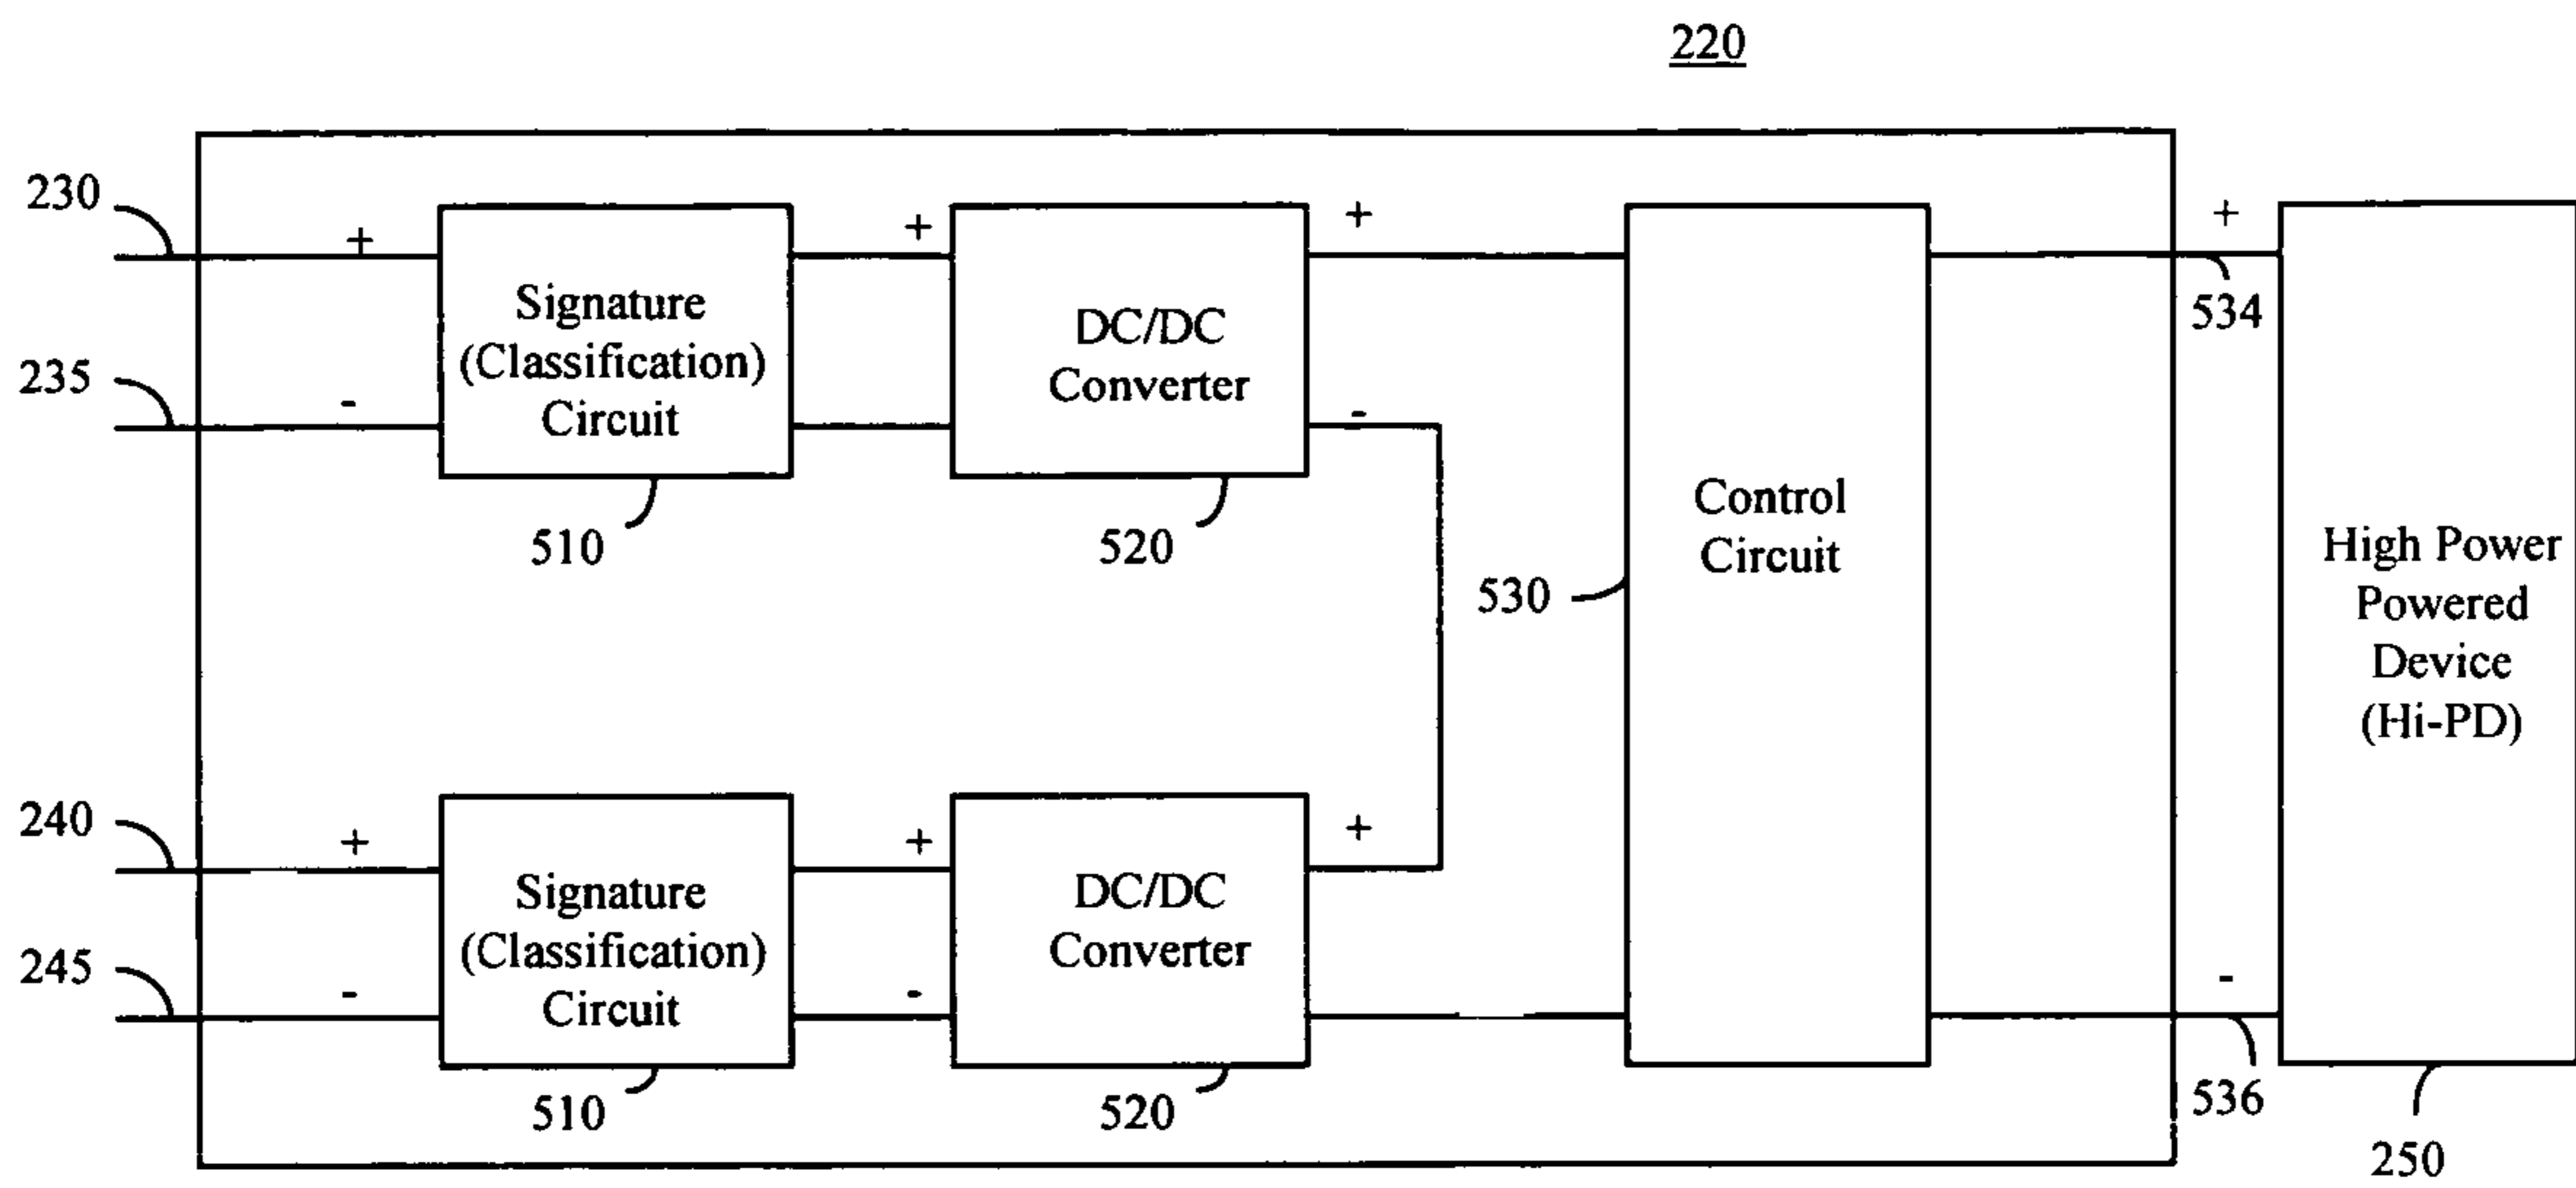 220
230
+
+
+
+
534
235
-
Signature
(Classification)
Circuit
DC/DC
Converter
-
510
520
530
Control
Circuit
High Power
Powered
Device
(Hi-PD)
240
+
+
+
245
-
Signature
(Classification)
Circuit
-
DC/DC
Converter
-
510
520
536
250